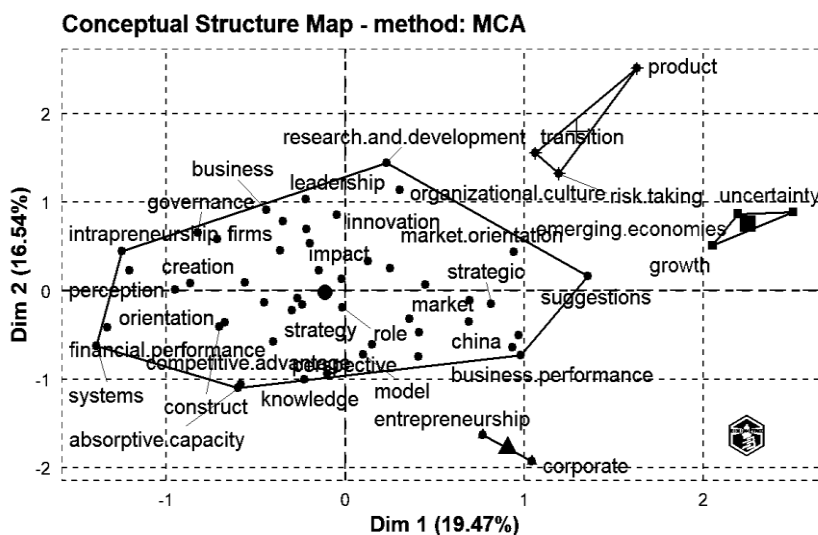 Conceptual Structure Map - method: MCA
product
research.and.development
transition
business
leadership
organizational.culture
risk.taking
uncertainty
governance
innovation
emerging.economies
intrapreneurship
firms
market.orientation
impact
growth
creation
strategic
perception
suggestions
orientation
market
strategy
role
china
financial.performance
competitive.advantage
perspective
business.performance
systems
construct
knowledge
model
entrepreneurship
absorptive.capacity
corporate
Dim 2 (16.54%)
2
1
0
-1
-2
-1
0
1
2
Dim 1 (19.47%)